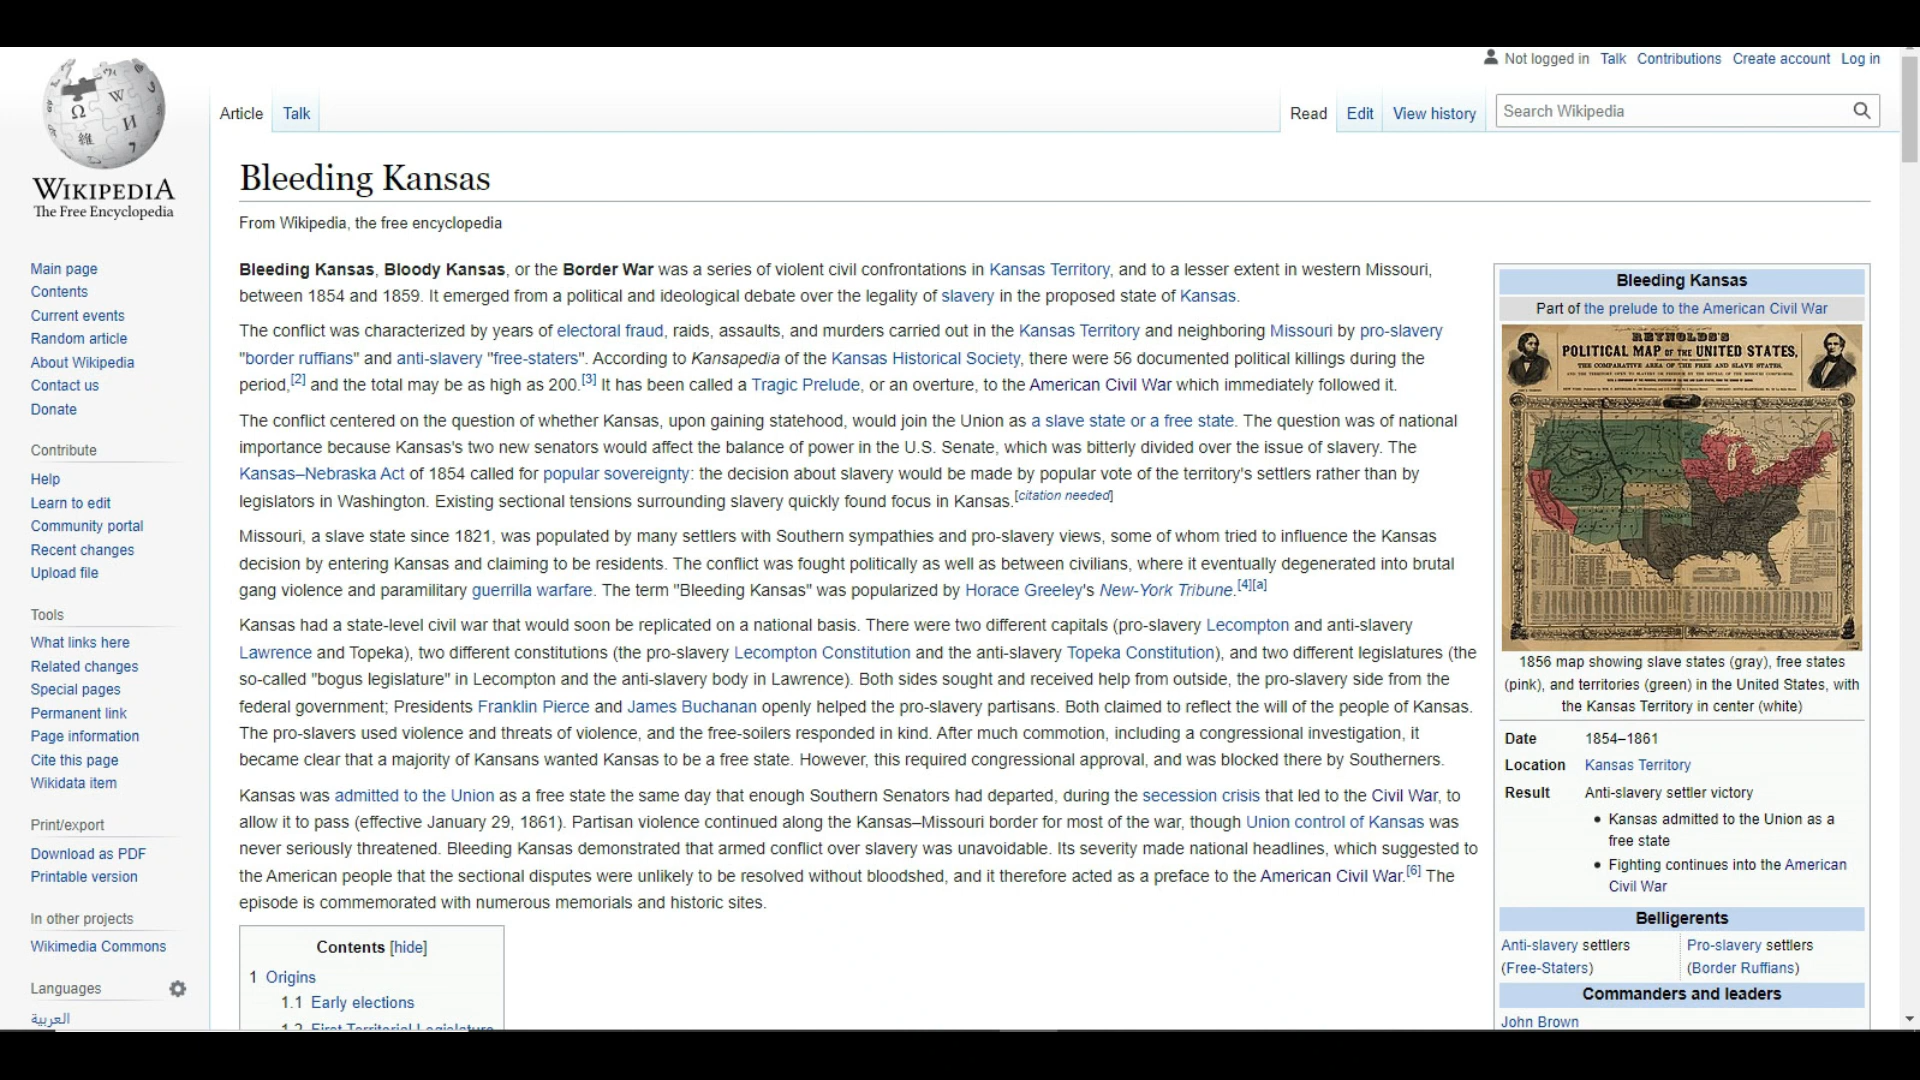 Not logged in Talk Contributions Create account Log in
Article Talk Read Edit View history Search Wikipedia
WIKIPEDIA
The Free Encyclopedia
Main page
Contents
Current events
Random article
About Wikipedia
Contact us
Donate
Contribute
Help
Learn to edit
Community portal
Recent changes
Upload file
Tools
What links here
Related changes
Special pages
Permanent link
Page information
Cite this page
Wikidata item
Print/export
Download as PDF
Printable version
In other projects
Wikimedia Commons
Languages
العربية
Bleeding Kansas
From Wikipedia, the free encyclopedia
Bleeding Kansas, Bloody Kansas, or the Border War was a series of violent civil confrontations in Kansas Territory, and to a lesser extent in western Missouri,
between 1854 and 1859. It emerged from a political and ideological debate over the legality of slavery in the proposed state of Kansas.
The conflict was characterized by years of electoral fraud, raids, assaults, and murders carried out in the Kansas Territory and neighboring Missouri by pro-slavery
"border ruffians" and anti-slavery "free-staters". According to Kansapedia of the Kansas Historical Society, there were 56 documented political killings during the
period,[2] and the total may be as high as 200.[3] It has been called a Tragic Prelude, or an overture, to the American Civil War which immediately followed it.
The conflict centered on the question of whether Kansas, upon gaining statehood, would join the Union as a slave state or a free state. The question was of national
importance because Kansas's two new senators would affect the balance of power in the U.S. Senate, which was bitterly divided over the issue of slavery. The
Kansas–Nebraska Act of 1854 called for popular sovereignty: the decision about slavery would be made by popular vote of the territory's settlers rather than by
legislators in Washington. Existing sectional tensions surrounding slavery quickly found focus in Kansas.[citation needed]
Missouri, a slave state since 1821, was populated by many settlers with Southern sympathies and pro-slavery views, some of whom tried to influence the Kansas
decision by entering Kansas and claiming to be residents. The conflict was fought politically as well as between civilians, where it eventually degenerated into brutal
gang violence and paramilitary guerrilla warfare. The term "Bleeding Kansas" was popularized by Horace Greeley's New-York Tribune.[4][a]
Kansas had a state-level civil war that would soon be replicated on a national basis. There were two different capitals (pro-slavery Lecompton and anti-slavery
Lawrence and Topeka), two different constitutions (the pro-slavery Lecompton Constitution and the anti-slavery Topeka Constitution), and two different legislatures (the
so-called "bogus legislature" in Lecompton and the anti-slavery body in Lawrence). Both sides sought and received help from outside, the pro-slavery side from the
federal government; Presidents Franklin Pierce and James Buchanan openly helped the pro-slavery partisans. Both claimed to reflect the will of the people of Kansas.
The pro-slavers used violence and threats of violence, and the free-soilers responded in kind. After much commotion, including a congressional investigation, it
became clear that a majority of Kansans wanted Kansas to be a free state. However, this required congressional approval, and was blocked there by Southerners.
Kansas was admitted to the Union as a free state the same day that enough Southern Senators had departed, during the secession crisis that led to the Civil War, to
allow it to pass (effective January 29, 1861). Partisan violence continued along the Kansas–Missouri border for most of the war, though Union control of Kansas was
never seriously threatened. Bleeding Kansas demonstrated that armed conflict over slavery was unavoidable. Its severity made national headlines, which suggested to
the American people that the sectional disputes were unlikely to be resolved without bloodshed, and it therefore acted as a preface to the American Civil War.[6] The
episode is commemorated with numerous memorials and historic sites.
Contents [hide]
1 Origins
1.1 Early elections
1.2 First Territorial Legislature
Bleeding Kansas
Part of the prelude to the American Civil War
REYNOLDS'S
POLITICAL MAP OF THE UNITED STATES,
THE COMPARATIVE AREA OF THE FREE AND SLAVE STATES,
1856 map showing slave states (gray), free states
(pink), and territories (green) in the United States, with
the Kansas Territory in center (white)
Date 1854–1861
Location Kansas Territory
Result Anti-slavery settler victory
• Kansas admitted to the Union as a
free state
• Fighting continues into the American
Civil War
Belligerents
Anti-slavery settlers Pro-slavery settlers
(Free-Staters) (Border Ruffians)
Commanders and leaders
John Brown